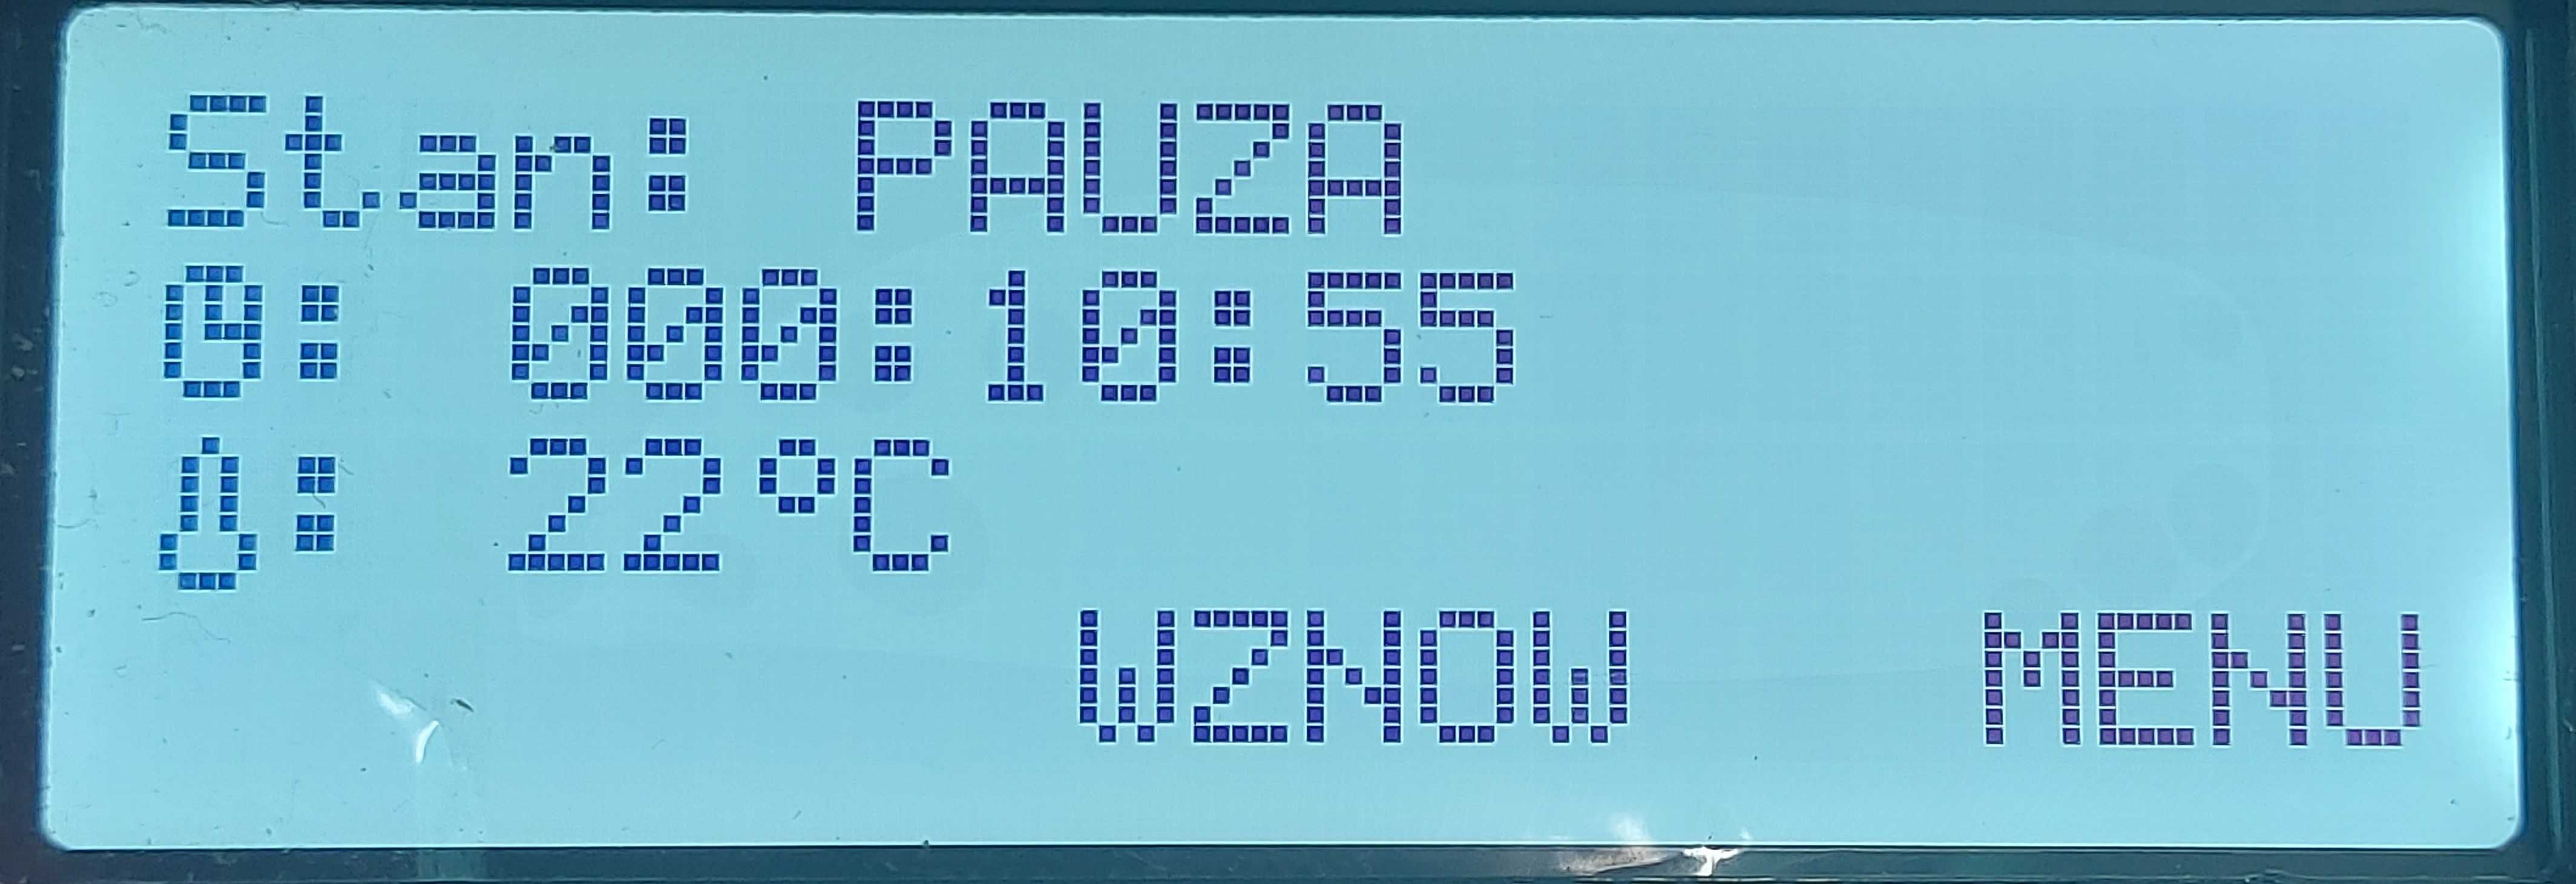 Stan: PAUZA
: 000:10:55
: 22°C
WZNOW MENU